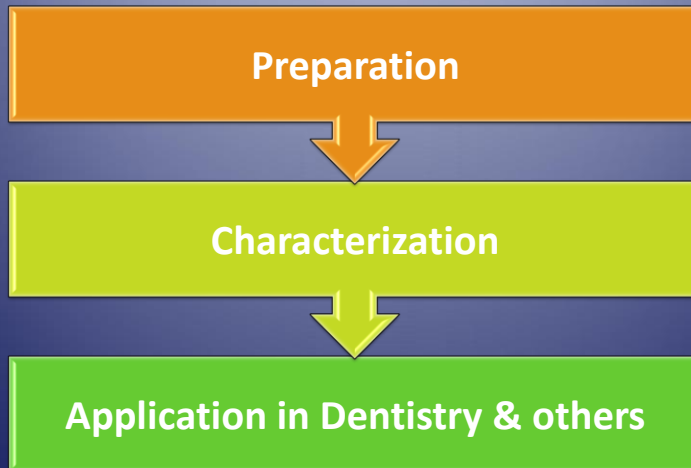 Preparation
Characterization
Application in Dentistry & others